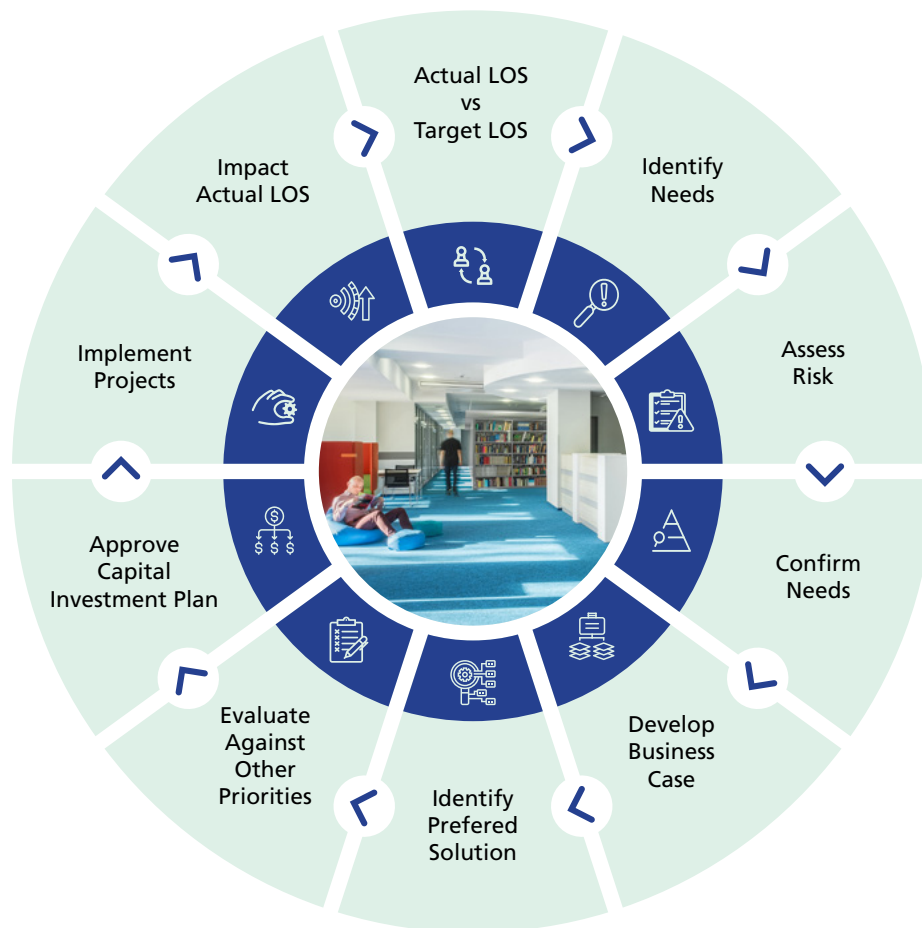 Actual LOS
vs
Target LOS
Identify
Needs
Assess
Risk
Confirm
Needs
Develop
Business
Case
Identify
Prefered
Solution
Evaluate
Against
Other
Priorities
Approve
Capital
Investment Plan
Implement
Projects
Impact
Actual LOS